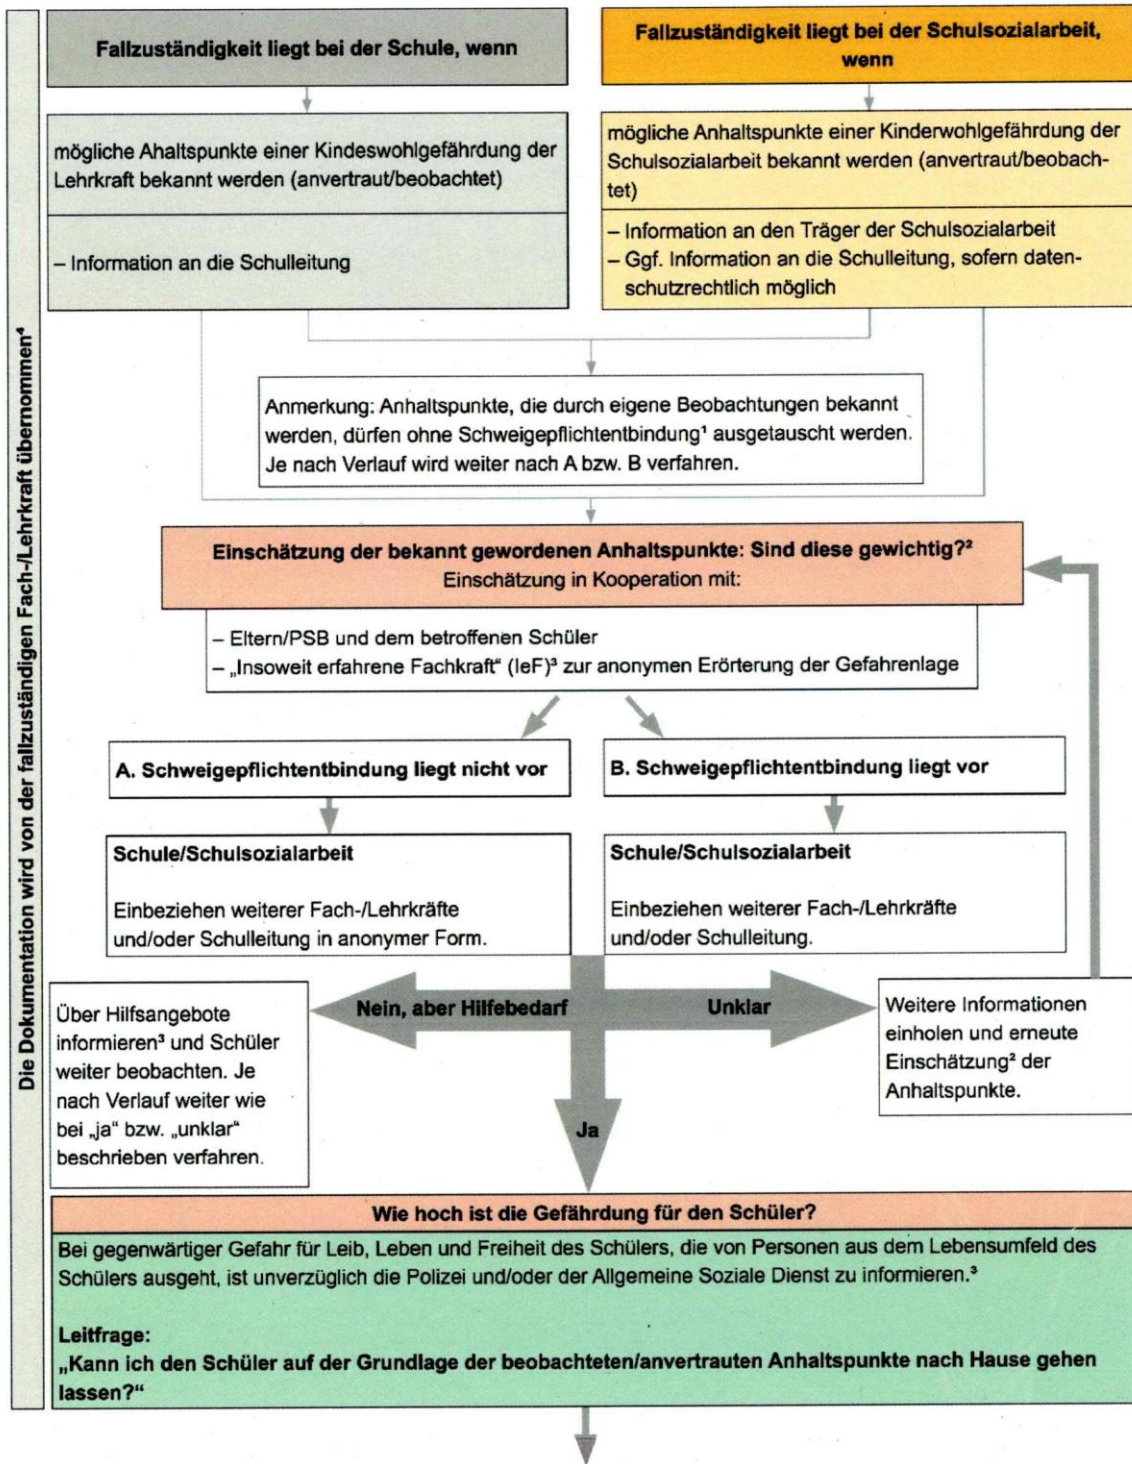 Die Dokumentation wird von der fallzuständigen Fach-/Lehrkraft übernommen⁴
Fallzuständigkeit liegt bei der Schule, wenn
mögliche Ahaltspunkte einer Kindeswohlgefährdung der
Lehrkraft bekannt werden (anvertraut/beobachtet)
– Information an die Schulleitung
Fallzuständigkeit liegt bei der Schulsozialarbeit,
wenn
mögliche Anhaltspunkte einer Kinderwohlgefährdung der
Schulsozialarbeit bekannt werden (anvertraut/beobach-
tet)
– Information an den Träger der Schulsozialarbeit
– Ggf. Information an die Schulleitung, sofern daten-
schutzrechtlich möglich
Anmerkung: Anhaltspunkte, die durch eigene Beobachtungen bekannt
werden, dürfen ohne Schweigepflichtentbindung¹ ausgetauscht werden.
Je nach Verlauf wird weiter nach A bzw. B verfahren.
Einschätzung der bekannt gewordenen Anhaltspunkte: Sind diese gewichtig?²
Einschätzung in Kooperation mit:
– Eltern/PSB und dem betroffenen Schüler
– „Insoweit erfahrene Fachkraft“ (IeF)³ zur anonymen Erörterung der Gefahrenlage
A. Schweigepflichtentbindung liegt nicht vor
Schule/Schulsozialarbeit
Einbeziehen weiterer Fach-/Lehrkräfte
und/oder Schulleitung in anonymer Form.
B. Schweigepflichtentbindung liegt vor
Schule/Schulsozialarbeit
Einbeziehen weiterer Fach-/Lehrkräfte
und/oder Schulleitung.
Nein, aber Hilfebedarf
Unklar
Ja
Über Hilfsangebote
informieren³ und Schüler
weiter beobachten. Je
nach Verlauf weiter wie
bei „ja“ bzw. „unklar“
beschrieben verfahren.
Weitere Informationen
einholen und erneute
Einschätzung² der
Anhaltspunkte.
Wie hoch ist die Gefährdung für den Schüler?
Bei gegenwärtiger Gefahr für Leib, Leben und Freiheit des Schülers, die von Personen aus dem Lebensumfeld des
Schülers ausgeht, ist unverzüglich die Polizei und/oder der Allgemeine Soziale Dienst zu informieren.³
Leitfrage:
„Kann ich den Schüler auf der Grundlage der beobachteten/anvertrauten Anhaltspunkte nach Hause gehen
lassen?“